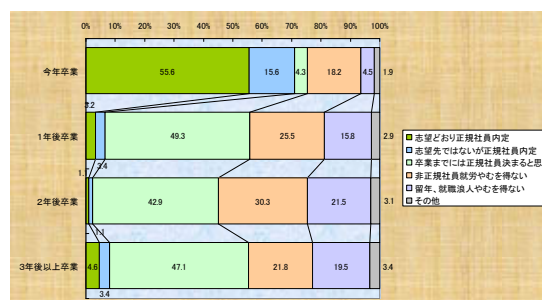 0% 10% 20% 30% 40% 50% 60% 70% 80% 90% 100%
今年卒業 55.6 15.6 4.3 18.2 4.5 1.9
3.2
1年後卒業 49.3 25.5 15.8 2.9
3.4
1.
2年後卒業 42.9 30.3 21.5 3.1
1.1
3年後以上卒業 4.6 47.1 21.8 19.5 3.4
3.4
志望どおり正規社員内定
志望先ではないが正規社員内定
卒業までには正規社員決まると思
非正規社員就労やむを得ない
留年、就職浪人やむを得ない
その他